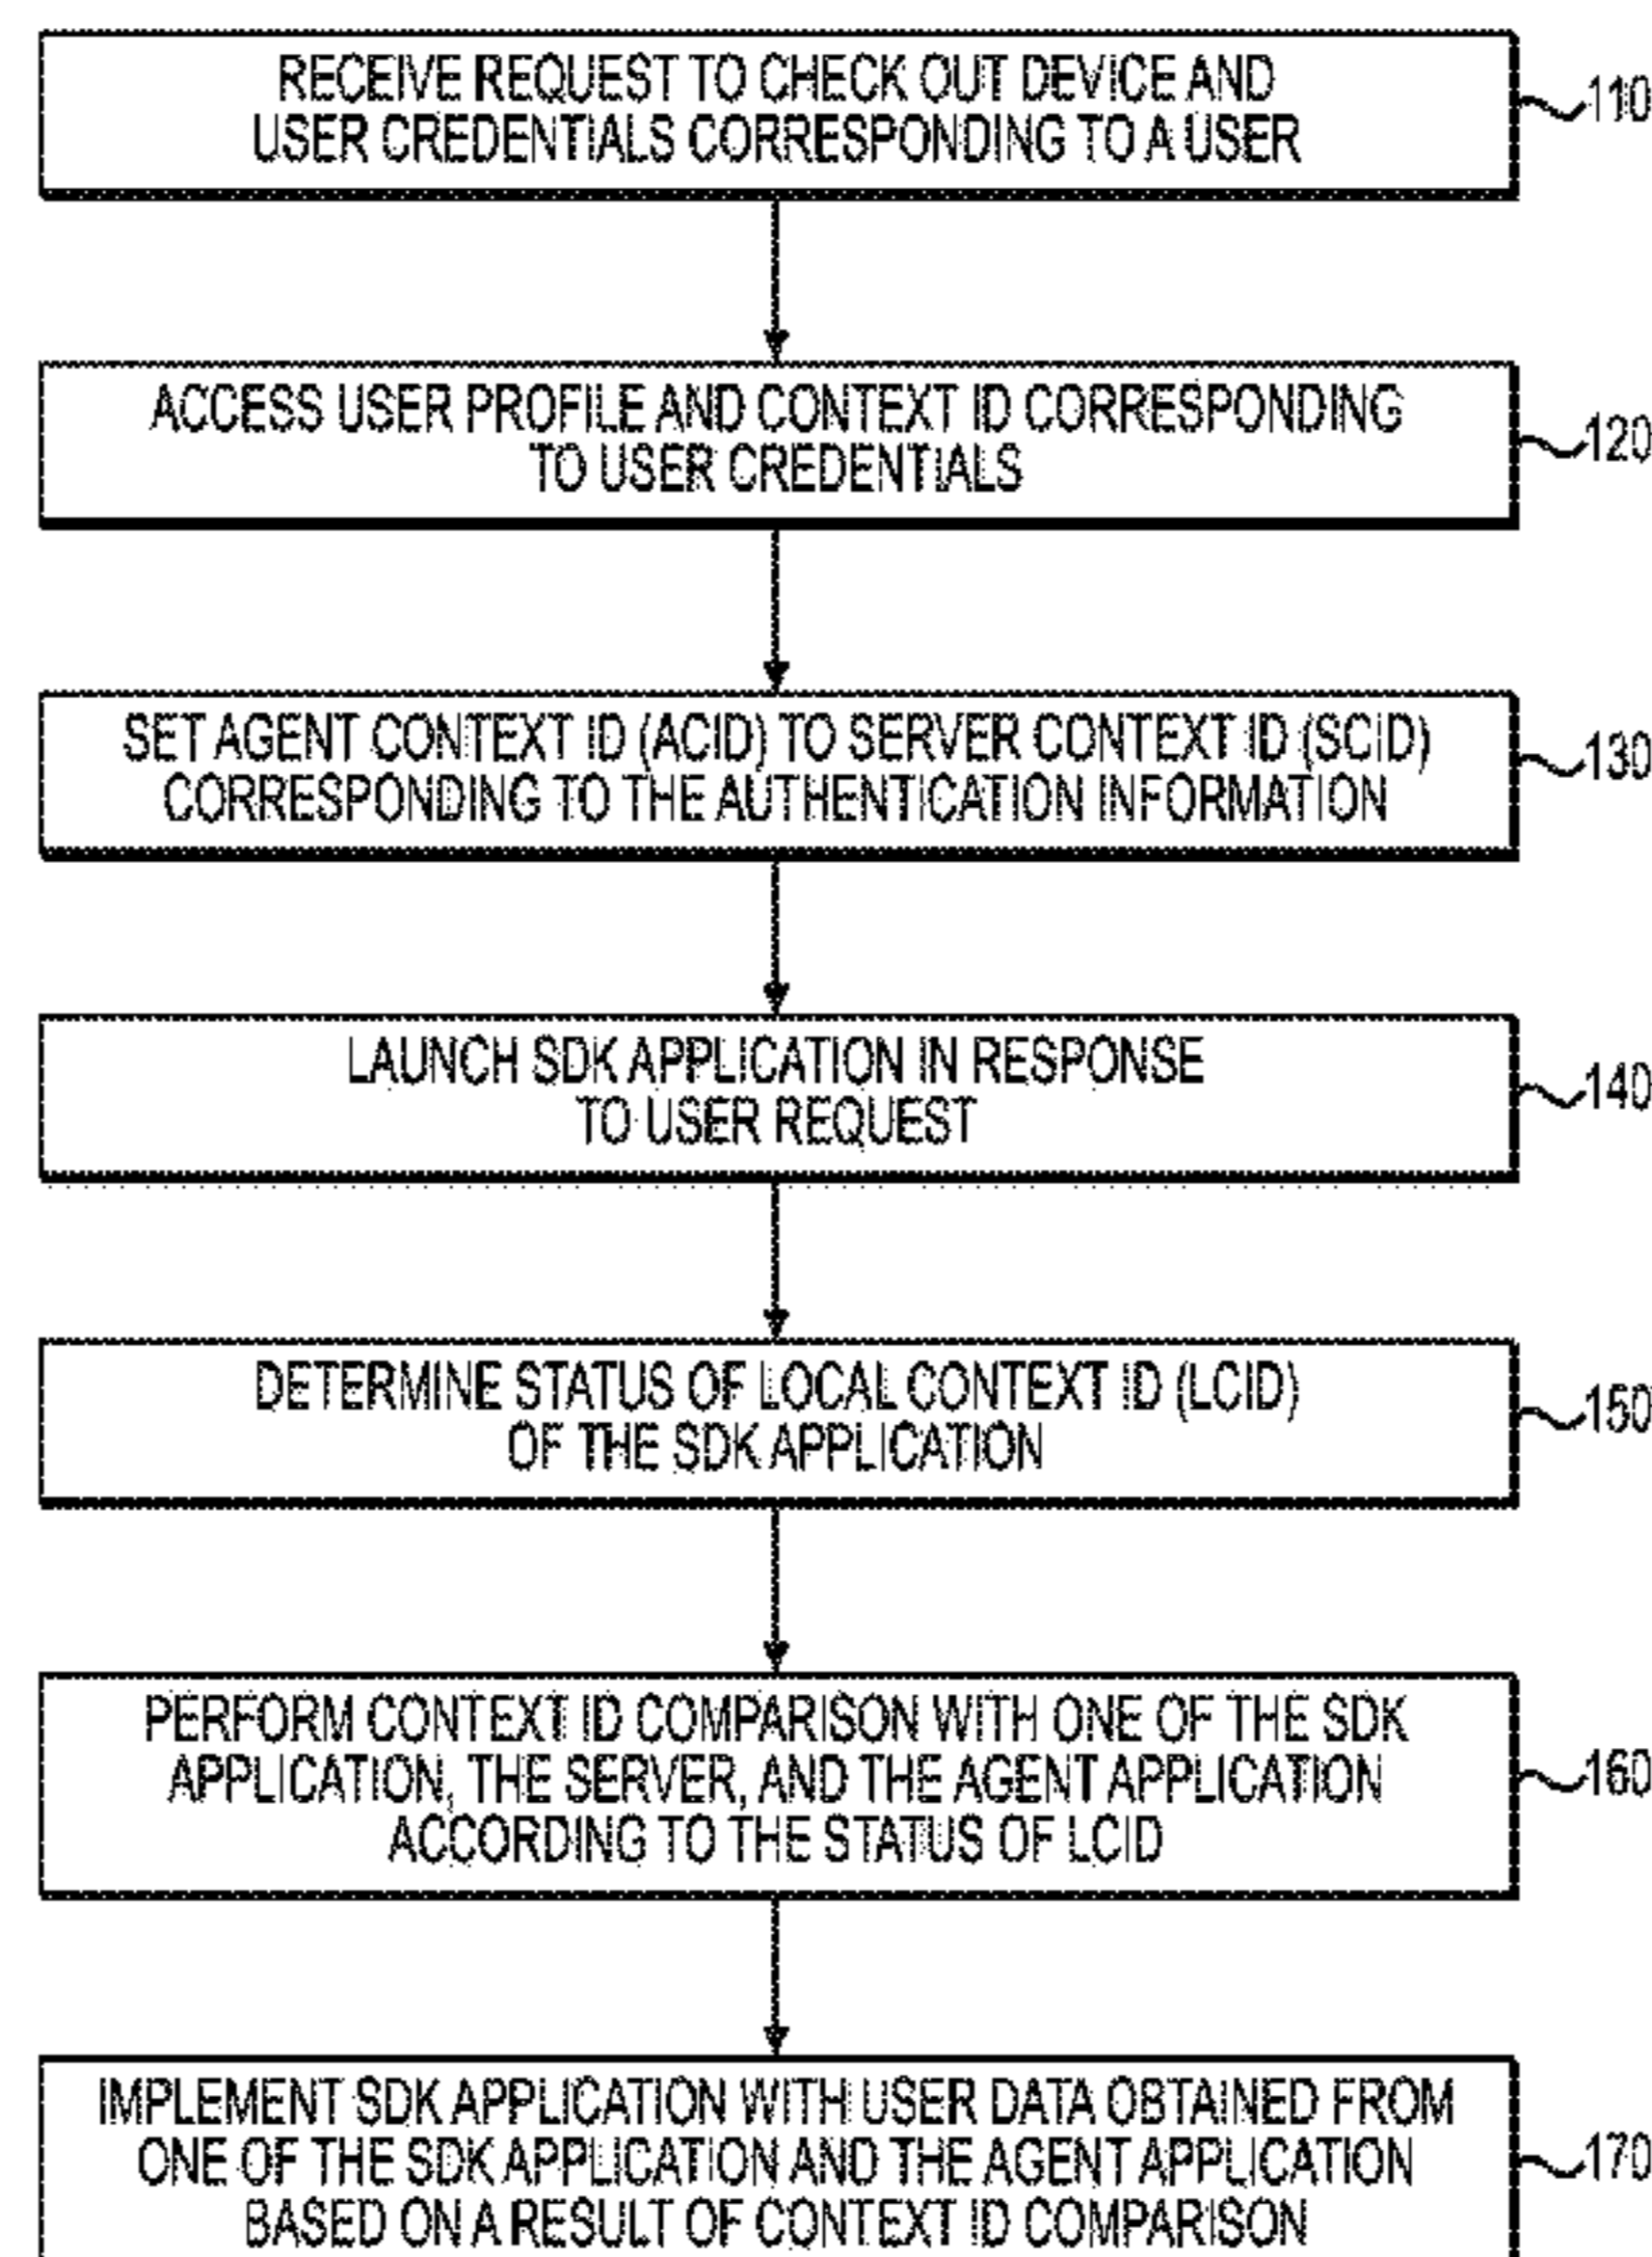 RECEIVE REQUEST TO CHECK OUT DEVICE AND
USER CREDENTIALS CORRESPONDING TO A USER
110
ACCESS USER PROFILE AND CONTEXT ID CORRESPONDING
TO USER CREDENTIALS
120
SET AGENT CONTEXT ID (ACID) TO SERVER CONTEXT ID (SCID)
CORRESPONDING TO THE AUTHENTICATION INFORMATION
130
LAUNCH SDK APPLICATION IN RESPONSE
TO USER REQUEST
140
DETERMINE STATUS OF LOCAL CONTEXT ID (LCID)
OF THE SDK APPLICATION
150
PERFORM CONTEXT ID COMPARISON WITH ONE OF THE SDK
APPLICATION, THE SERVER, AND THE AGENT APPLICATION
ACCORDING TO THE STATUS OF LCID
160
IMPLEMENT SDK APPLICATION WITH USER DATA OBTAINED FROM
ONE OF THE SDK APPLICATION AND THE AGENT APPLICATION
BASED ON A RESULT OF CONTEXT ID COMPARISON
170